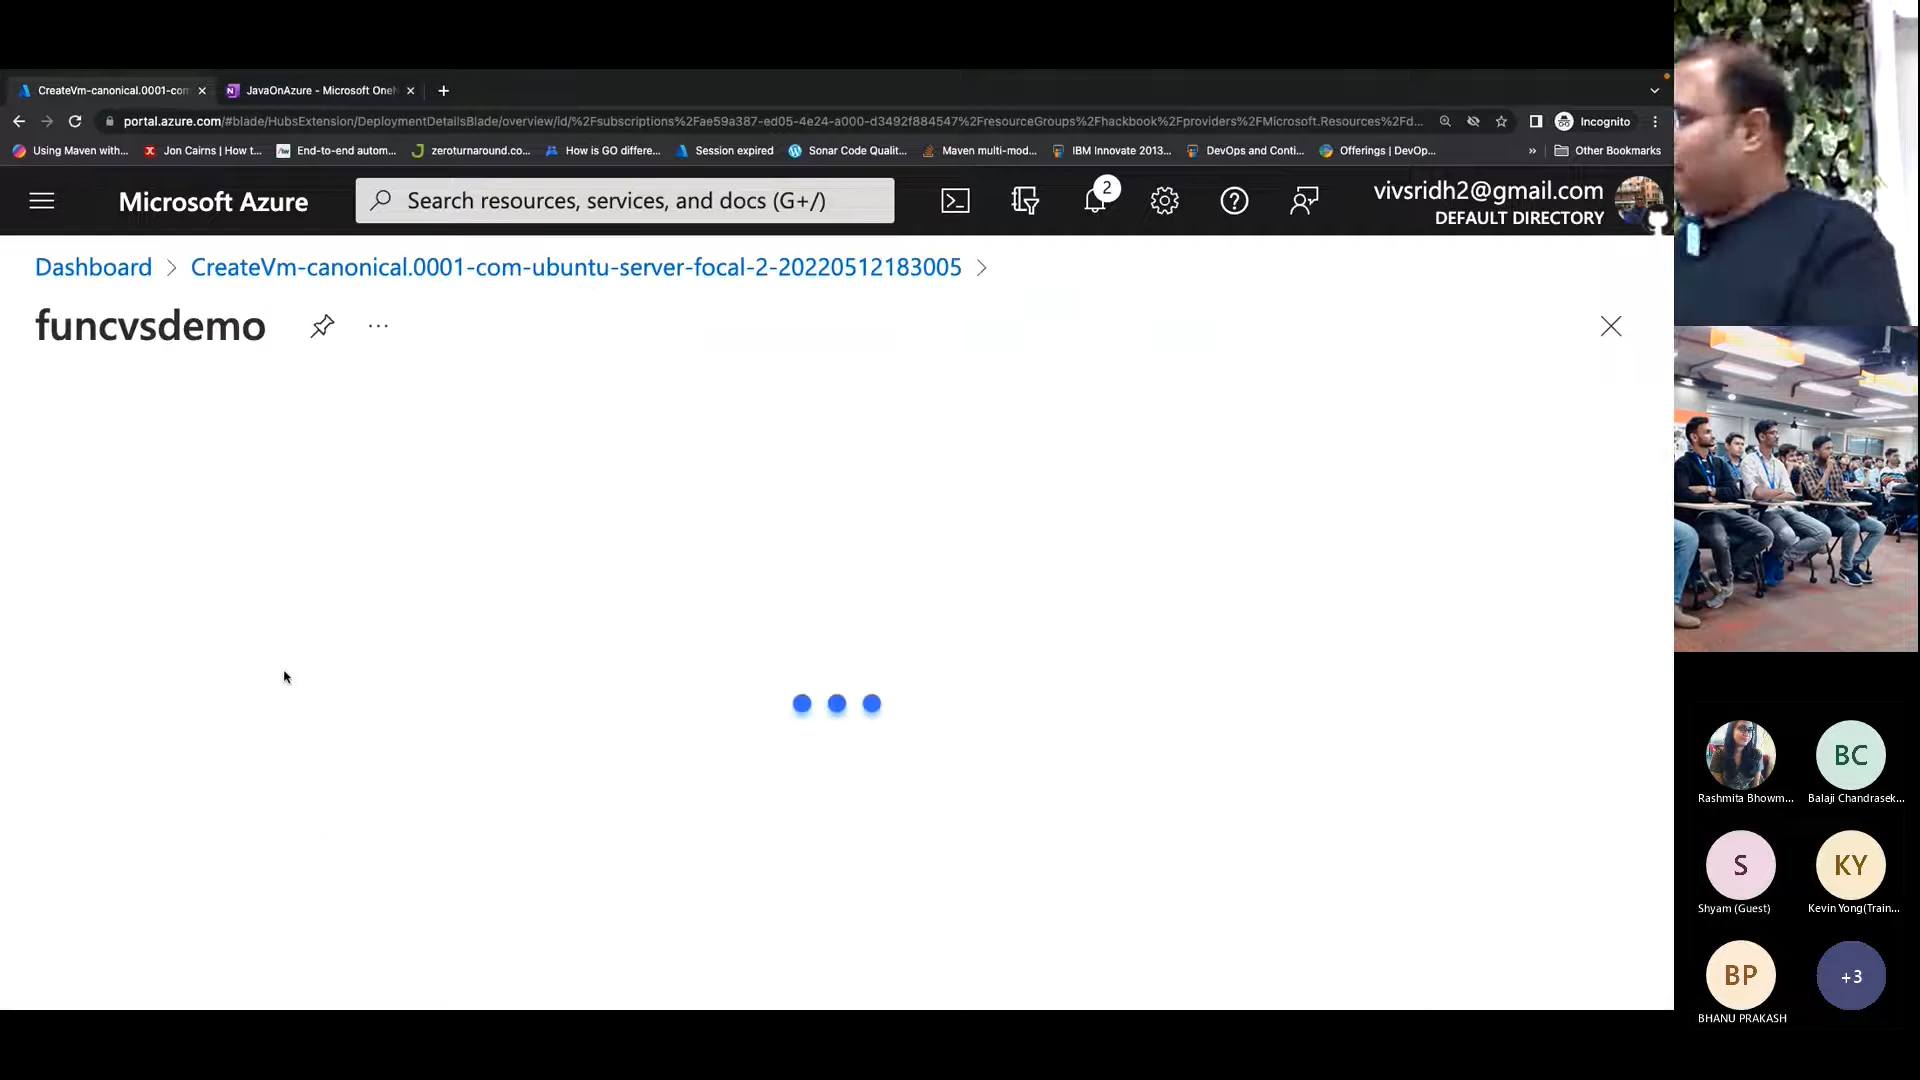 CreateVm-canonical.0001-com
JavaOnAzure - Microsoft OneN
portal.azure.com/#blade/HubsExtension/DeploymentDetailsBlade/overview/id/%2Fsubscriptions%2Fae59a387-ed05-4e24-a000-d3492f884547%2FresourceGroups%2Fhackbook%2Fproviders%2FMicrosoft.Resources%2Fd...
Incognito
Using Maven with...
Jon Cairns | How t...
End-to-end autom...
zeroturnaround.co...
How is GO differe...
Session expired
Sonar Code Qualit...
Maven multi-mod...
IBM Innovate 2013...
DevOps and Conti...
Offerings | DevOp...
»
Other Bookmarks
Microsoft Azure
Search resources, services, and docs (G+/)
2
vivsridh2@gmail.com
DEFAULT DIRECTORY
Dashboard > CreateVm-canonical.0001-com-ubuntu-server-focal-2-20220512183005 >
funcvsdemo
...
Rashmita Bhowm...
BC
Balaji Chandrasek...
S
Shyam (Guest)
KY
Kevin Yong(Train...
BP
BHANU PRAKASH
+3